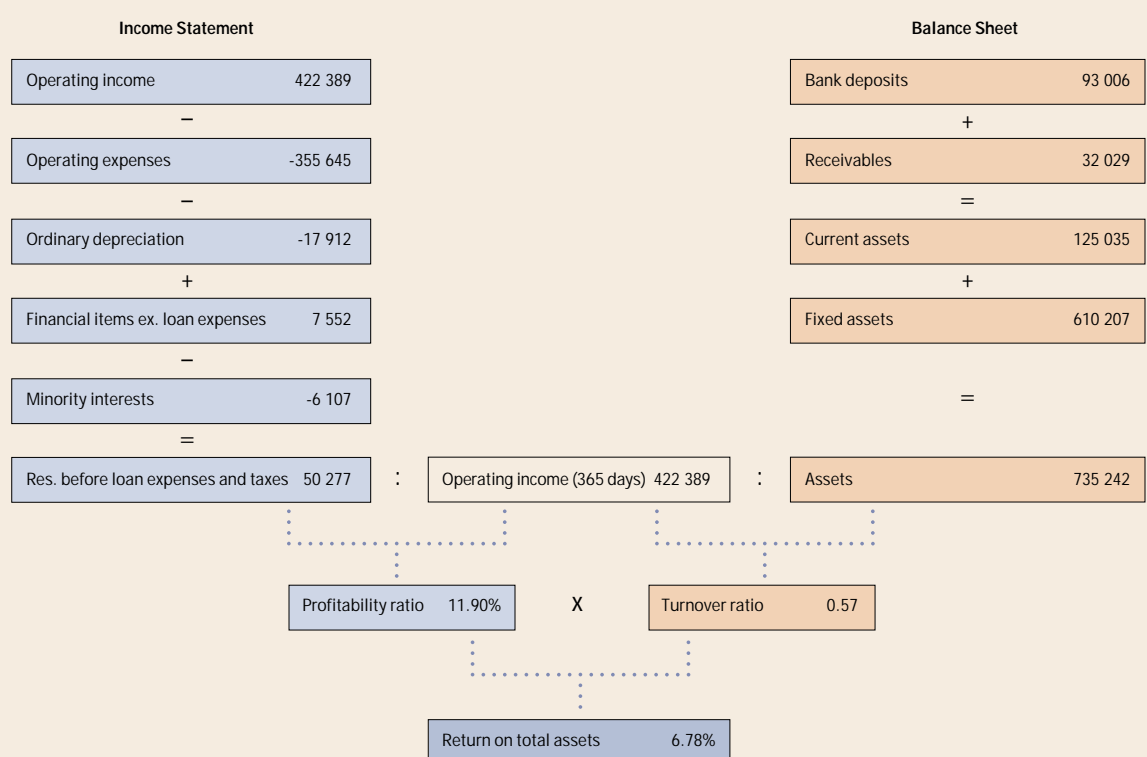 Income Statement
Balance Sheet
Operating income 422 389
Bank deposits 93 006
–
+
Operating expenses -355 645
Receivables 32 029
–
=
Ordinary depreciation -17 912
Current assets 125 035
+
+
Financial items ex. loan expenses 7 552
Fixed assets 610 207
–
Minority interests -6 107
=
=
Res. before loan expenses and taxes 50 277 : Operating income (365 days) 422 389 : Assets 735 242
Profitability ratio 11.90% X Turnover ratio 0.57
Return on total assets 6.78%